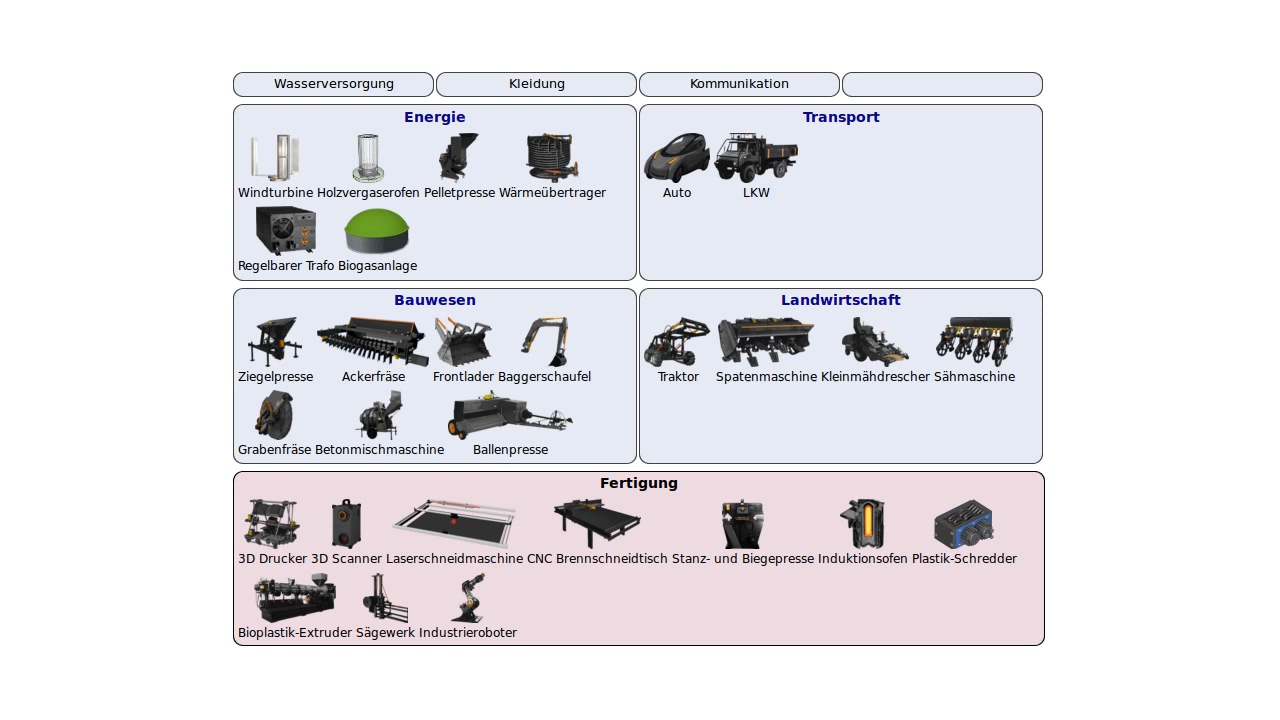 Wasserversorgung
Kleidung
Kommunikation
Energie
Windturbine Holzvergaserofen Pelletpresse Wärmeübertrager
Regelbarer Trafo Biogasanlage
Transport
Auto LKW
Bauwesen
Ziegelpresse Ackerfräse Frontlader Baggerschaufel
Grabenfräse Betonmischmaschine Ballenpresse
Landwirtschaft
Traktor Spatenmaschine Kleinmähdrescher Sähmaschine
Fertigung
3D Drucker 3D Scanner Laserschneidmaschine CNC Brennschneidtisch Stanz- und Biegepresse Induktionsofen Plastik-Schredder
Bioplastik-Extruder Sägewerk Industrieroboter